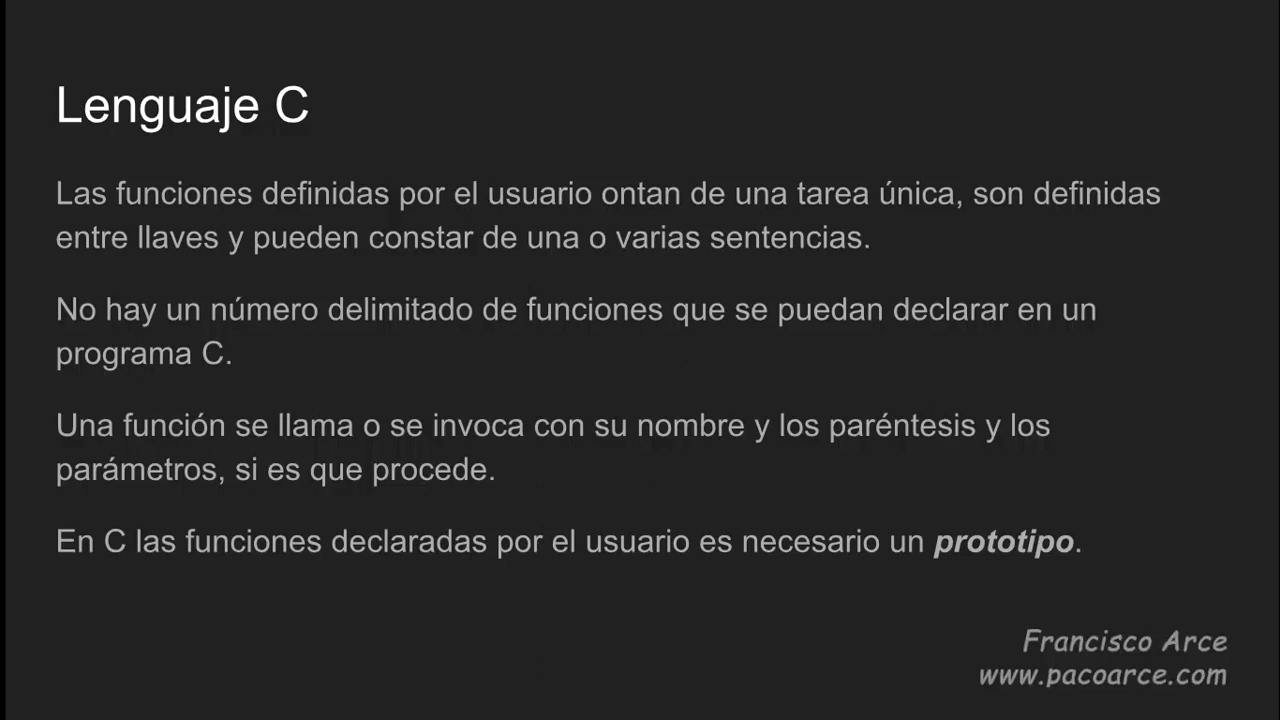 Lenguaje C
Las funciones definidas por el usuario ontan de una tarea única, son definidas
entre llaves y pueden constar de una o varias sentencias.
No hay un número delimitado de funciones que se puedan declarar en un
programa C.
Una función se llama o se invoca con su nombre y los paréntesis y los
parámetros, si es que procede.
En C las funciones declaradas por el usuario es necesario un prototipo.
Francisco Arce
www.pacoarce.com